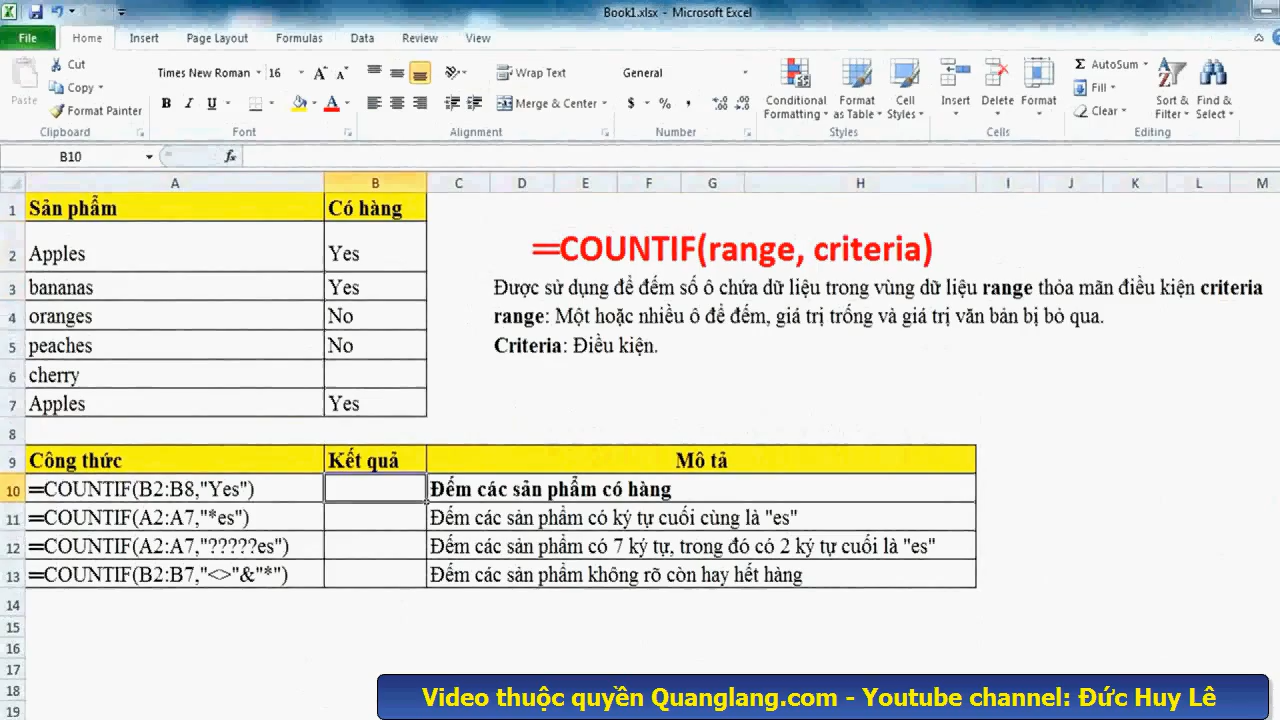 Book1.xlsx - Microsoft Excel
File Home Insert Page Layout Formulas Data Review View
Paste
Cut
Copy
Format Painter
Clipboard
Times New Roman 16
B I U
Font
Wrap Text
Merge & Center
Alignment
General
$ % ,
Number
Conditional Formatting
Format as Table
Cell Styles
Styles
Insert Delete Format
Cells
Σ AutoSum
Fill
Clear
Sort & Filter
Find & Select
Editing
B10 fx
A B C D E F G H I J K L M
1 Sản phẩm Có hàng
2 Apples Yes =COUNTIF(range, criteria)
3 bananas Yes Được sử dụng để đếm số ô chứa dữ liệu trong vùng dữ liệu range thỏa mãn điều kiện criteria
4 oranges No range: Một hoặc nhiều ô để đếm, giá trị trống và giá trị văn bản bị bỏ qua.
5 peaches No Criteria: Điều kiện.
6 cherry
7 Apples Yes
8
9 Công thức Kết quả Mô tả
10 =COUNTIF(B2:B8,"Yes") Đếm các sản phẩm có hàng
11 =COUNTIF(A2:A7,"*es") Đếm các sản phẩm có ký tự cuối cùng là "es"
12 =COUNTIF(A2:A7,"?????es") Đếm các sản phẩm có 7 ký tự, trong đó có 2 ký tự cuối là "es"
13 =COUNTIF(B2:B7,"<>"&"*") Đếm các sản phẩm không rõ còn hay hết hàng
14
15
16
17
18
19
Video thuộc quyền Quanglang.com - Youtube channel: Đức Huy Lê